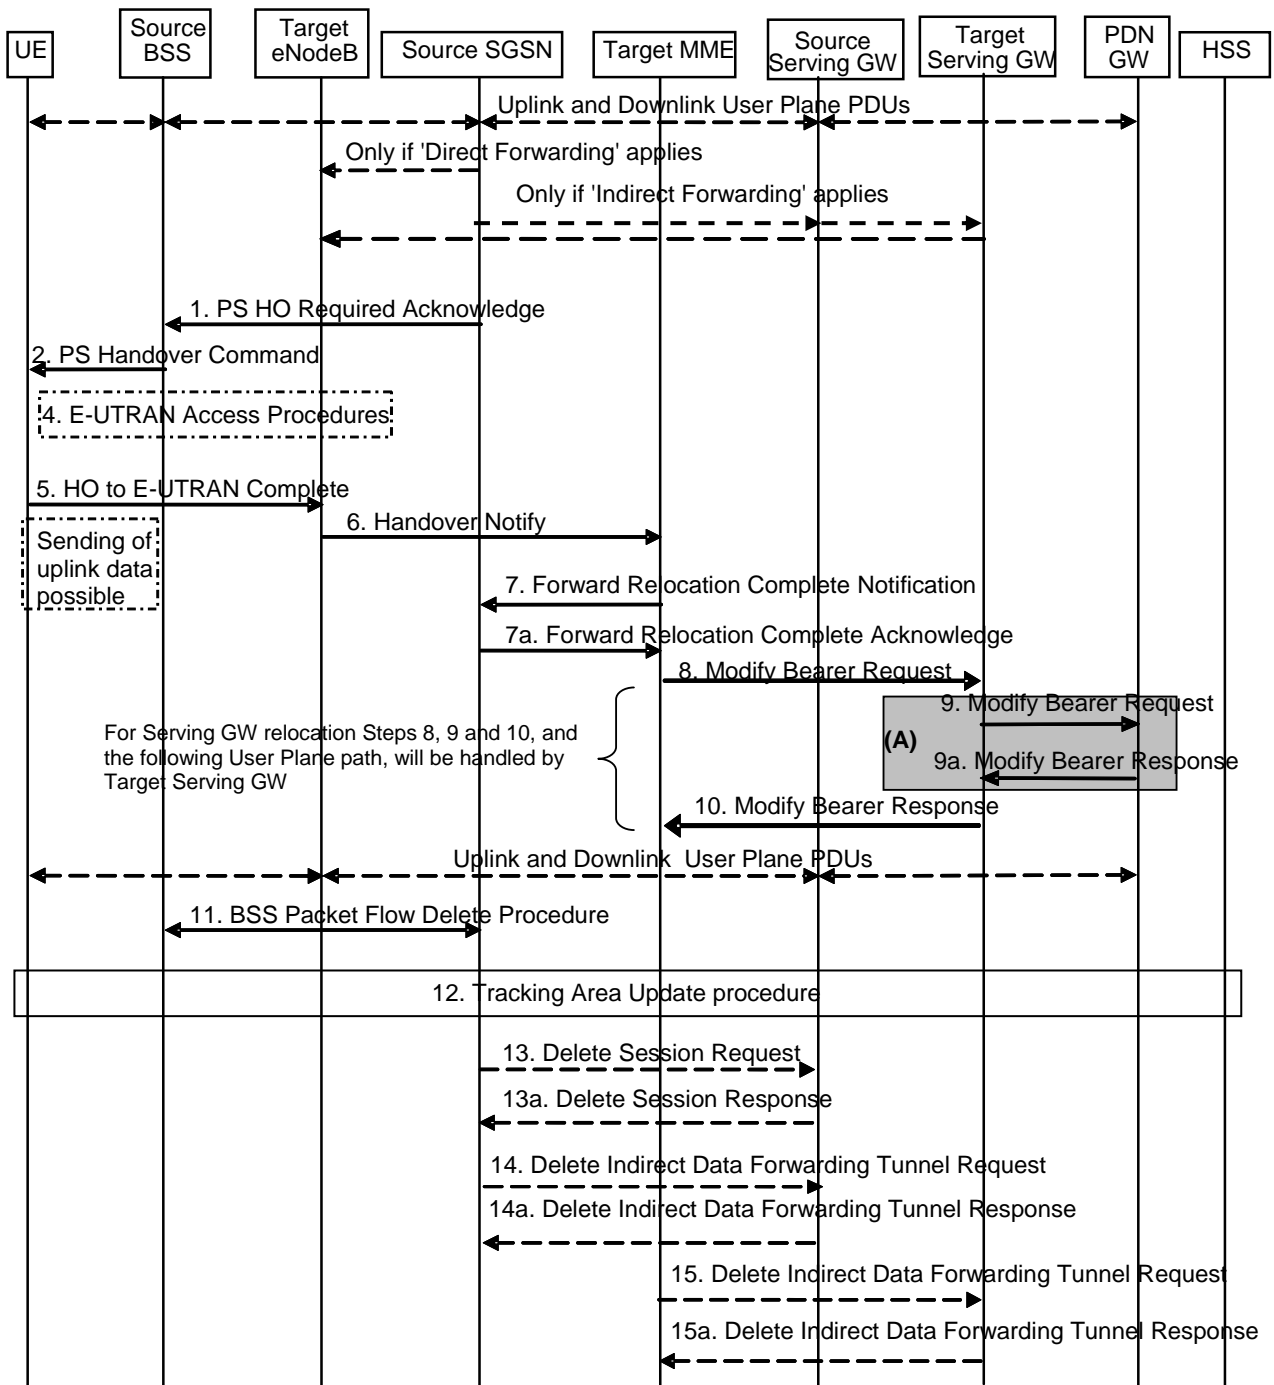 UE
Source
BSS
Target
eNodeB
Source SGSN
Target MME
Source
Serving GW
Target
Serving GW
PDN
GW
HSS
Uplink and Downlink User Plane PDUs
Only if 'Direct Forwarding' applies
Only if 'Indirect Forwarding' applies
1. PS HO Required Acknowledge
2. PS Handover Command
4. E-UTRAN Access Procedures
5. HO to E-UTRAN Complete
6. Handover Notify
Sending of
uplink data
possible
7. Forward Relocation Complete Notification
7a. Forward Relocation Complete Acknowledge
8. Modify Bearer Request
9. Modify Bearer Request
(A)
For Serving GW relocation Steps 8, 9 and 10, and
the following User Plane path, will be handled by
Target Serving GW
9a. Modify Bearer Response
10. Modify Bearer Response
Uplink and Downlink User Plane PDUs
11. BSS Packet Flow Delete Procedure
12. Tracking Area Update procedure
13. Delete Session Request
13a. Delete Session Response
14. Delete Indirect Data Forwarding Tunnel Request
14a. Delete Indirect Data Forwarding Tunnel Response
15. Delete Indirect Data Forwarding Tunnel Request
15a. Delete Indirect Data Forwarding Tunnel Response